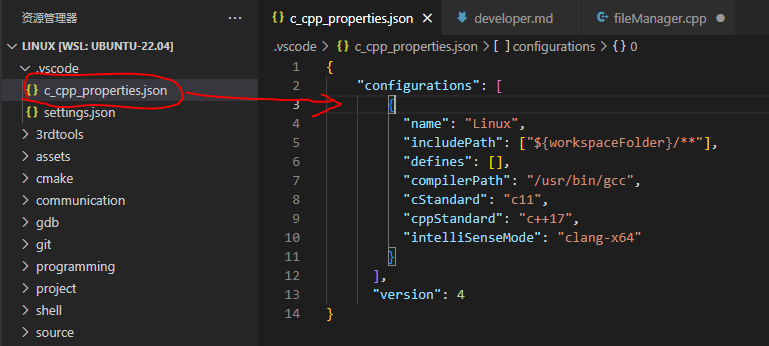 资源管理器
LINUX [WSL: UBUNTU-22.04]
.vscode
{} c_cpp_properties.json
{} settings.json
3rdtools
assets
cmake
communication
gdb
git
programming
project
shell
source
{} c_cpp_properties.json ×
developer.md
fileManager.cpp
.vscode > {} c_cpp_properties.json > [ ] configurations > {} 0
1 {
2 "configurations": [
3 {
4 "name": "Linux",
5 "includePath": ["${workspaceFolder}/**"],
6 "defines": [],
7 "compilerPath": "/usr/bin/gcc",
8 "cStandard": "c11",
9 "cppStandard": "c++17",
10 "intelliSenseMode": "clang-x64"
11 }
12 ],
13 "version": 4
14 }